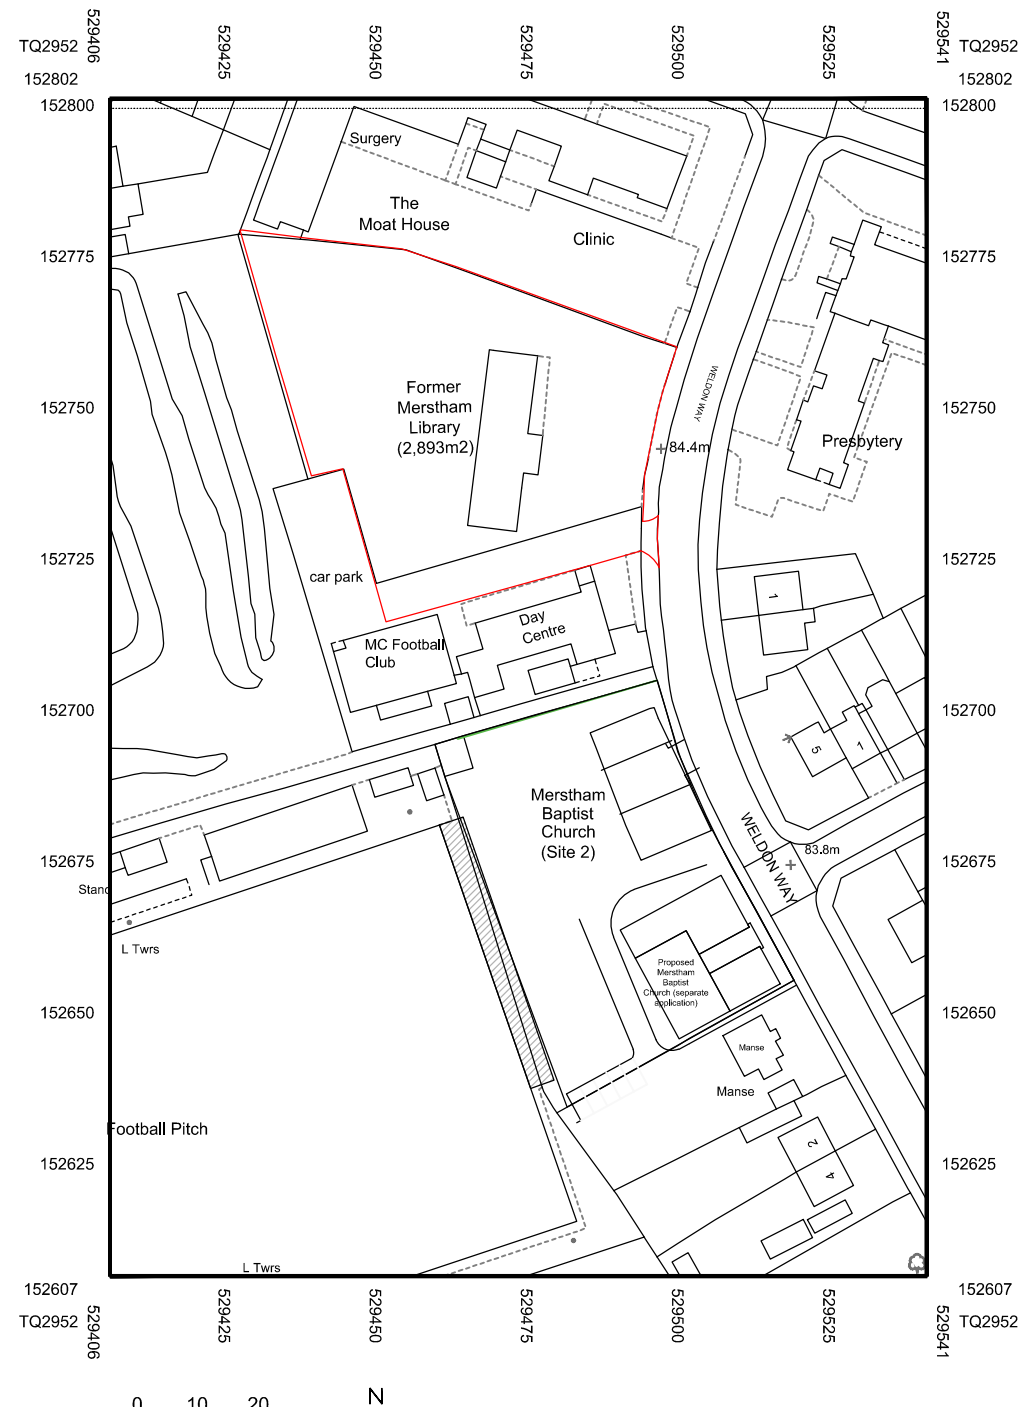 529406
529425
529450
529475
529500
529525
529541
TQ2952
TQ2952
152802
152802
152800
152800
Surgery
The
Moat House
Clinic
152775
152775
WELDON WAY
Former
Merstham
Library
(2,893m2)
152750
152750
84.4m
Presbytery
152725
152725
car park
1
Day
Centre
MC Football
Club
152700
152700
5
1
Merstham
Baptist
Church
(Site 2)
WELDON WAY
83.8m
152675
152675
Stand
L Twrs
Proposed
Merstham
Baptist
Church (separate
application)
152650
152650
Manse
Manse
Football Pitch
2
4
152625
152625
L Twrs
152607
152607
TQ2952
TQ2952
529406
529425
529450
529475
529500
529525
529541
0 10 20
N